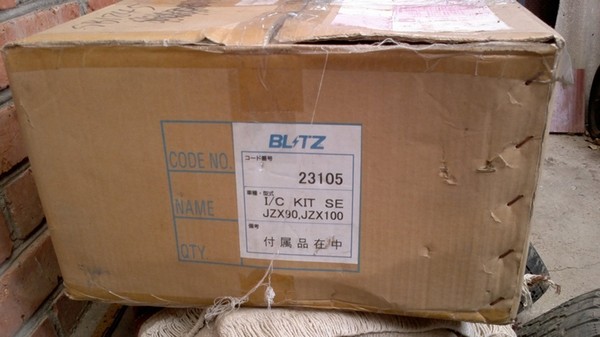 BLITZ
CODE NO.
コード番号
23105
車種・型式
NAME
I/C KIT SE
JZX90,JZX100
備考
QTY.
付属品在中